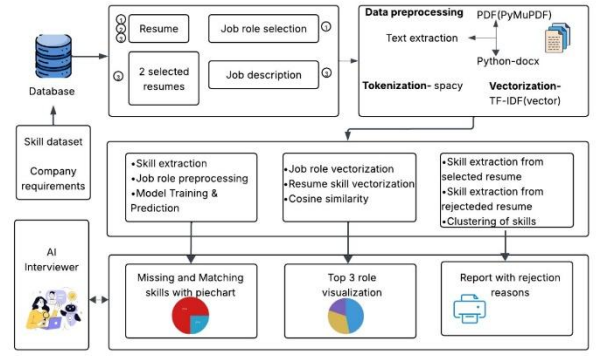 Database
Skill dataset
Company
requirements
1
2
3
Resume
Job role selection
1
3
2 selected
resumes
Job description
3
Data preprocessing
PDF(PyMuPDF)
Text extraction
Python-docx
Tokenization- spacy
Vectorization-
TF-IDF(vector)
•Skill extraction
•Job role preprocessing
•Model Training &
Prediction
•Job role vectorization
•Resume skill vectorization
•Cosine similarity
•Skill extraction from
selected resume
•Skill extraction from
rejecteded resume
•Clustering of skills
AI
Interviewer
Missing and Matching
skills with piechart
Top 3 role
visualization
Report with rejection
reasons